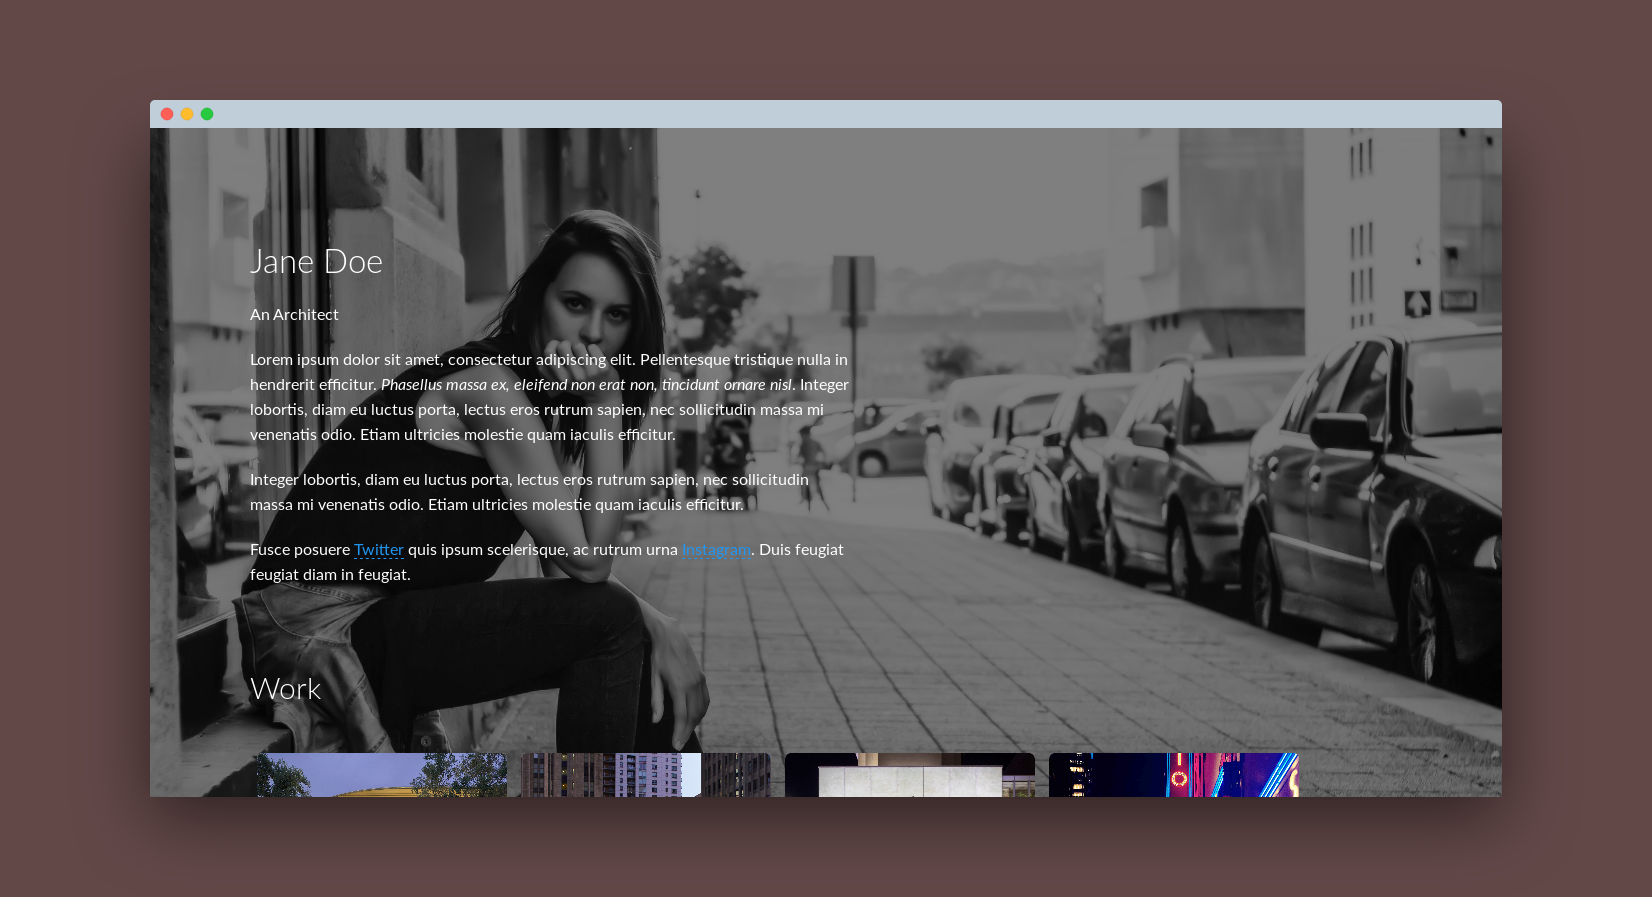 Jane Doe
An Architect
Lorem ipsum dolor sit amet, consectetur adipiscing elit. Pellentesque tristique nulla in
hendrerit efficitur. Phasellus massa ex, eleifend non erat non, tincidunt ornare nisl. Integer
lobortis, diam eu luctus porta, lectus eros rutrum sapien, nec sollicitudin massa mi
venenatis odio. Etiam ultricies molestie quam iaculis efficitur.
Integer lobortis, diam eu luctus porta, lectus eros rutrum sapien, nec sollicitudin
massa mi venenatis odio. Etiam ultricies molestie quam iaculis efficitur.
Fusce posuere Twitter quis ipsum scelerisque, ac rutrum urna Instagram. Duis feugiat
feugiat diam in feugiat.
Work